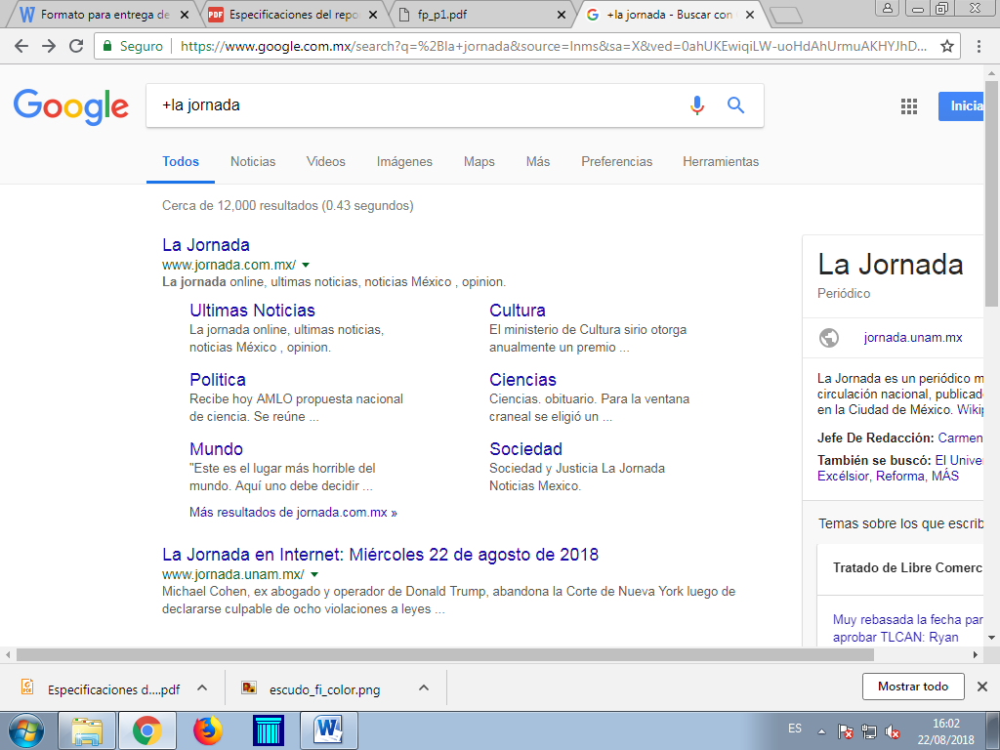 Formato para entrega de
Especificaciones del repo
fp_p1.pdf
+la jornada - Buscar con
Seguro
https://www.google.com.mx/search?q=%2Bla+jornada&source=lnms&sa=X&ved=0ahUKEwiqiLW-uoHdAhUrmuAKHYJhD...
Google
+la jornada
Inicia
Todos Noticias Videos Imágenes Maps Más Preferencias Herramientas
Cerca de 12,000 resultados (0.43 segundos)
La Jornada
www.jornada.com.mx/
La jornada online, ultimas noticias, noticias México , opinion.
Ultimas Noticias
La jornada online, ultimas noticias,
noticias México , opinion.
Cultura
El ministerio de Cultura sirio otorga
anualmente un premio ...
Politica
Recibe hoy AMLO propuesta nacional
de ciencia. Se reúne ...
Ciencias
Ciencias. obituario. Para la ventana
craneal se eligió un ...
Mundo
"Este es el lugar más horrible del
mundo. Aquí uno debe decidir ...
Sociedad
Sociedad y Justicia La Jornada
Noticias Mexico.
Más resultados de jornada.com.mx »
La Jornada en Internet: Miércoles 22 de agosto de 2018
www.jornada.unam.mx/
Michael Cohen, ex abogado y operador de Donald Trump, abandona la Corte de Nueva York luego de
declararse culpable de ocho violaciones a leyes ...
La Jornada
Periódico
jornada.unam.mx
La Jornada es un periódico m
circulación nacional, publicad
en la Ciudad de México. Wiki
Jefe De Redacción: Carmen
También se buscó: El Unive
Excélsior, Reforma, MÁS
Temas sobre los que escrib
Tratado de Libre Comerc
Muy rebasada la fecha par
aprobar TLCAN: Ryan
Especificaciones d....pdf
escudo_fi_color.png
Mostrar todo
ES
16:02
22/08/2018